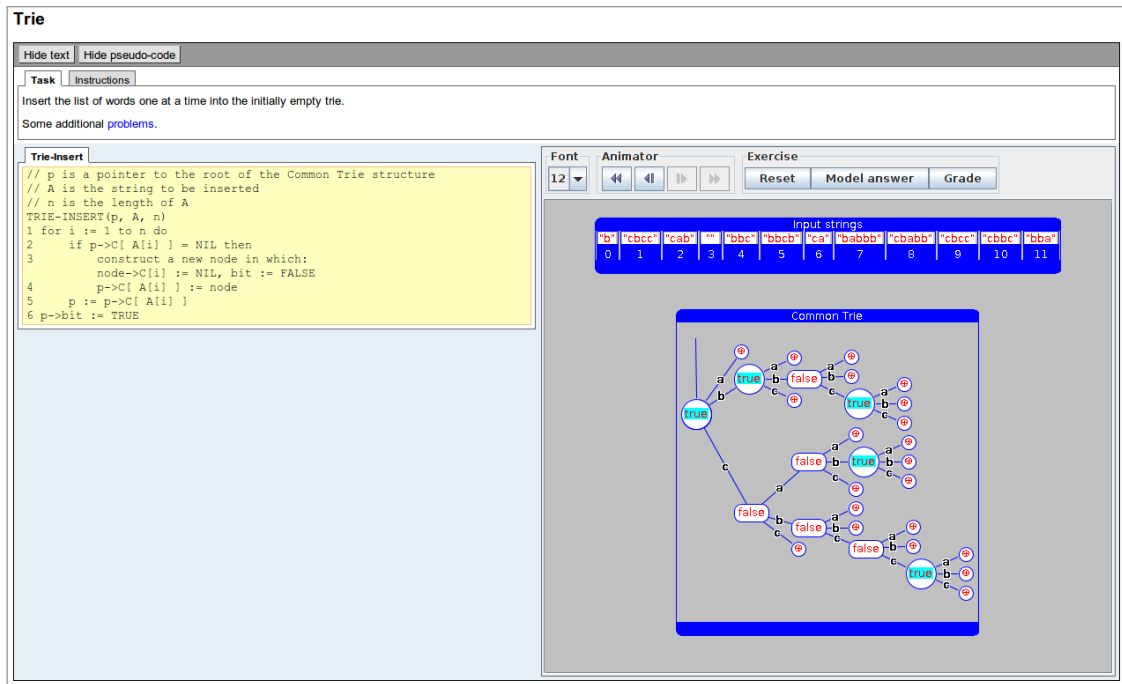 Trie
Hide text Hide pseudo-code
Task Instructions
Insert the list of words one at a time into the initially empty trie.
Some additional problems.
Trie-Insert
// p is a pointer to the root of the Common Trie structure
// A is the string to be inserted
// n is the length of A
TRIE-INSERT(p, A, n)
1 for i := 1 to n do
2     if p->C[ A[i] ] = NIL then
3         construct a new node in which:
          node->C[i] := NIL, bit := FALSE
4         p->C[ A[i] ] := node
5     p := p->C[ A[i] ]
6 p->bit := TRUE
Font Animator Exercise
12 Reset Model answer Grade
Input strings
"b" "cbcc" "cab" "" "bbc" "bbcb" "ca" "babbb" "cbabb" "cbcc" "cbbc" "bba"
0 1 2 3 4 5 6 7 8 9 10 11
Common Trie
a b c
true
a b c
true
a b c
false
a b c
true
a b c
false
a b c
false
a b c
true
a b c
false
a b c
false
a b c
true